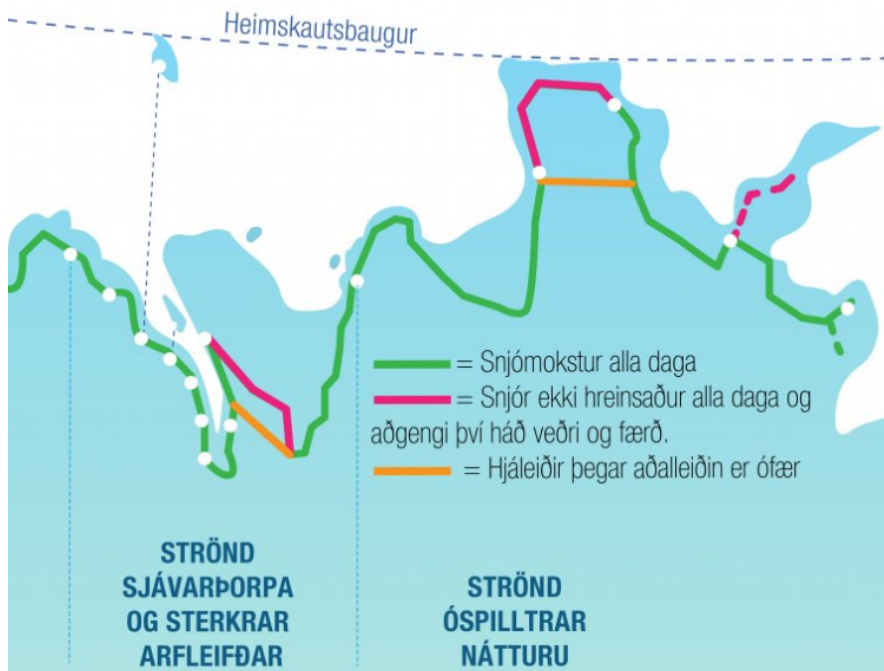 Heimskautsbaugur
= Snjómokstur alla daga
= Snjór ekki hreinsaður alla daga og
aðgengi því háð veðri og færð.
= Hjáleiðir þegar aðalleiðin er ófær
STRÖND
SJÁVARÞORPA
OG STERKRAR
ARFLEIFÐAR
STRÖND
ÓSPILLTRAR
NÁTTURU